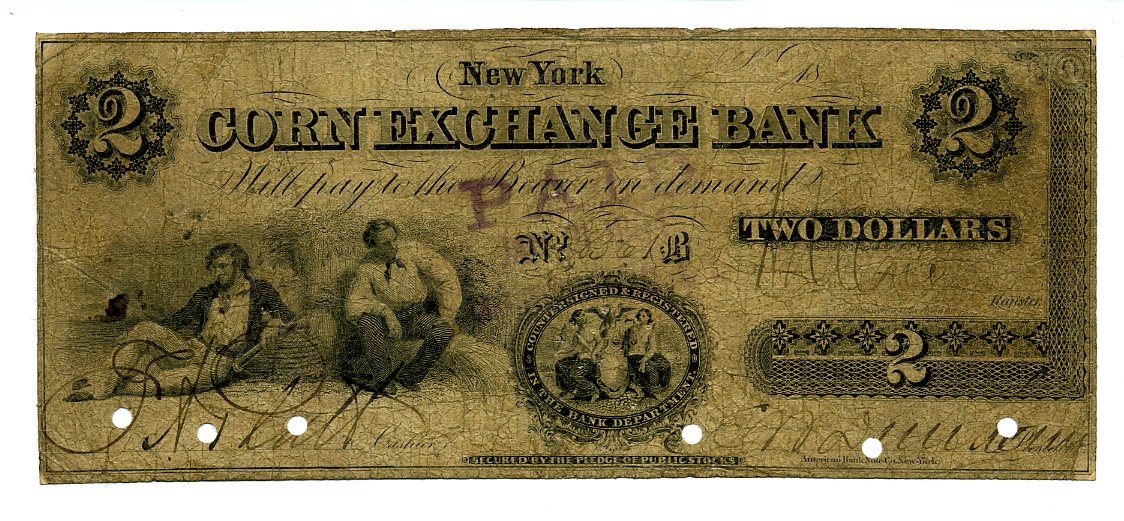 New York 18
2 CORN EXCHANGE BANK 2
Will pay to the Bearer on demand
PAID
TWO DOLLARS
No B
Register
COUNTERSIGNED & REGISTERED
IN THE BANK DEPARTMENT
2
Cashier
SECURED BY THE PLEDGE OF PUBLIC STOCKS
American Bank Note Co. New-York.